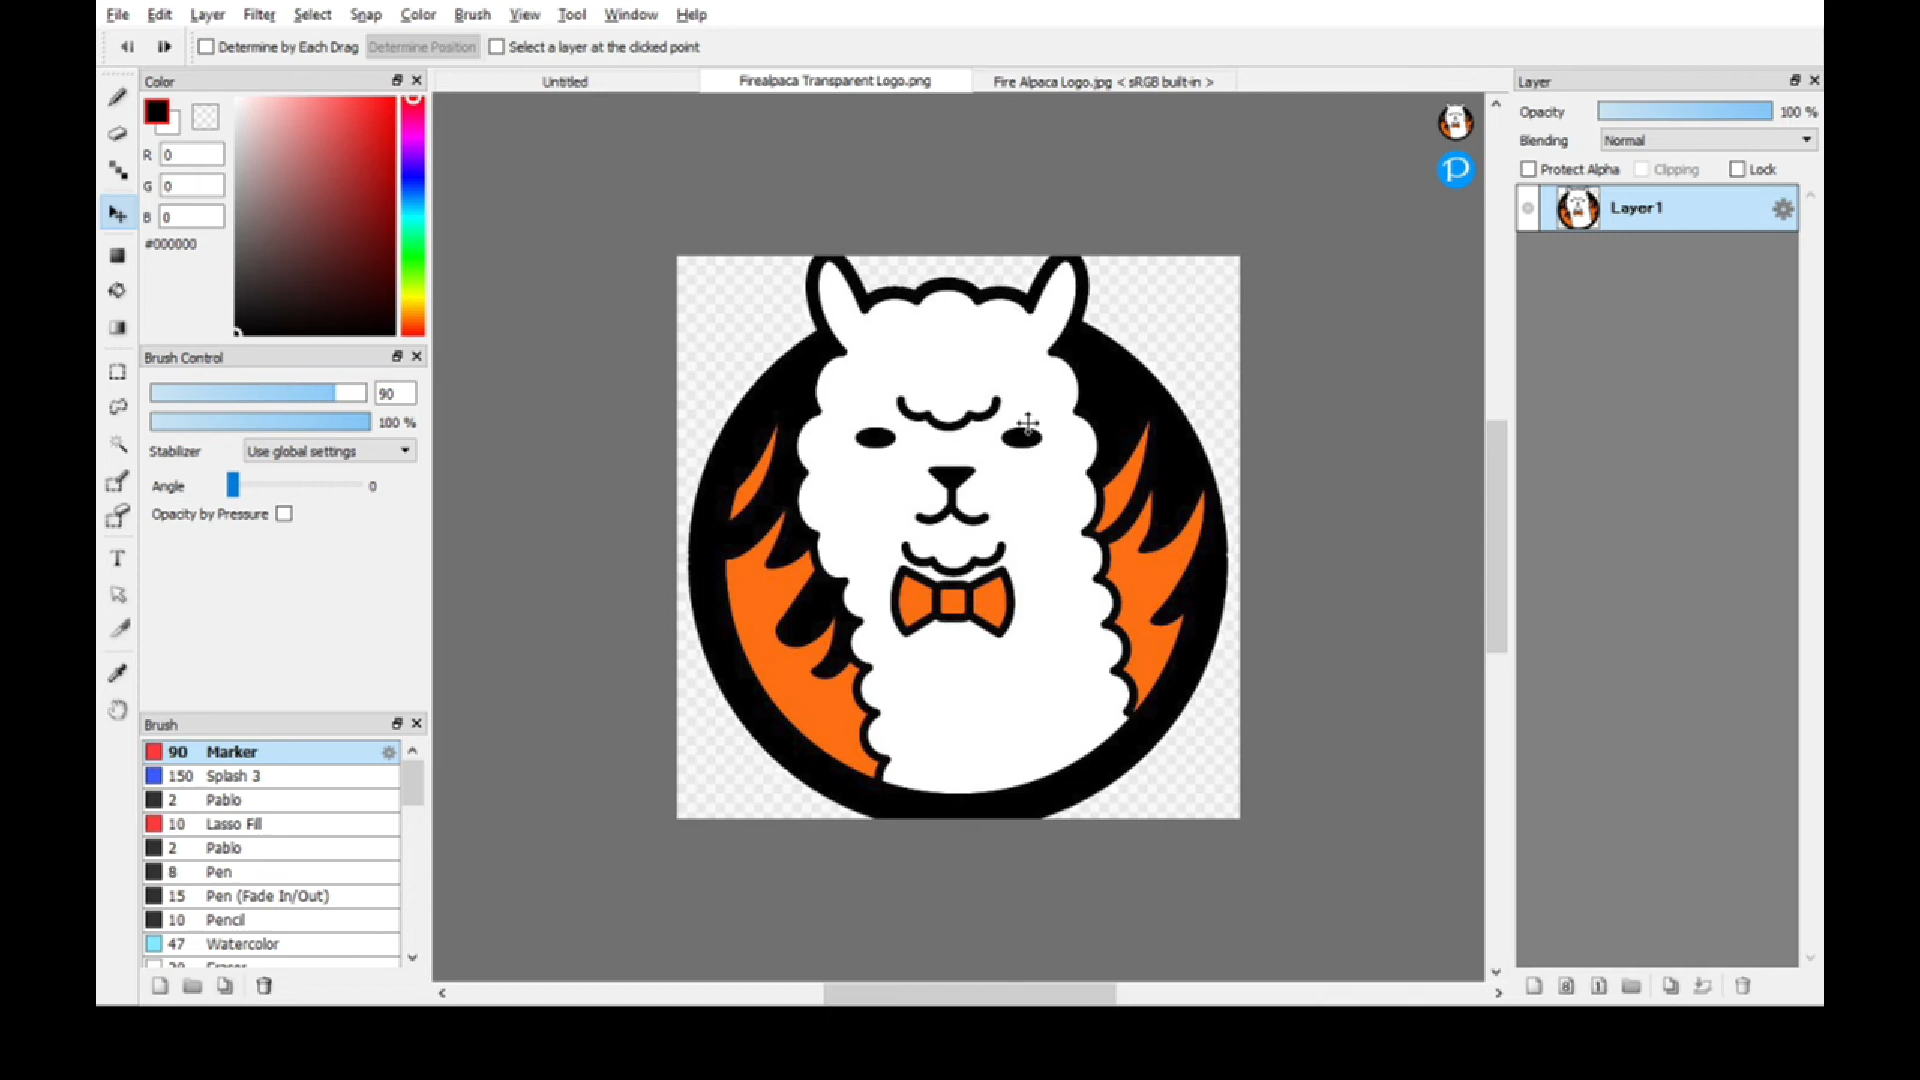 File Edit Layer Filter Select Snap Color Brush View Tool Window Help
Determine by Each Drag Determine Position Select a layer at the clicked point
Color
Untitled
Firealpaca Transparent Logo.png
Fire Alpaca Logo.jpg < sRGB built-in >
Layer
R 0
G 0
B 0
#000000
Opacity 100 %
Blending Normal
Protect Alpha Clipping Lock
Layer1
Brush Control
90
100 %
Stabilizer Use global settings
Angle 0
Opacity by Pressure
Brush
90 Marker
150 Splash 3
2 Pablo
10 Lasso Fill
2 Pablo
8 Pen
15 Pen (Fade In/Out)
10 Pencil
47 Watercolor
T
P
8
1